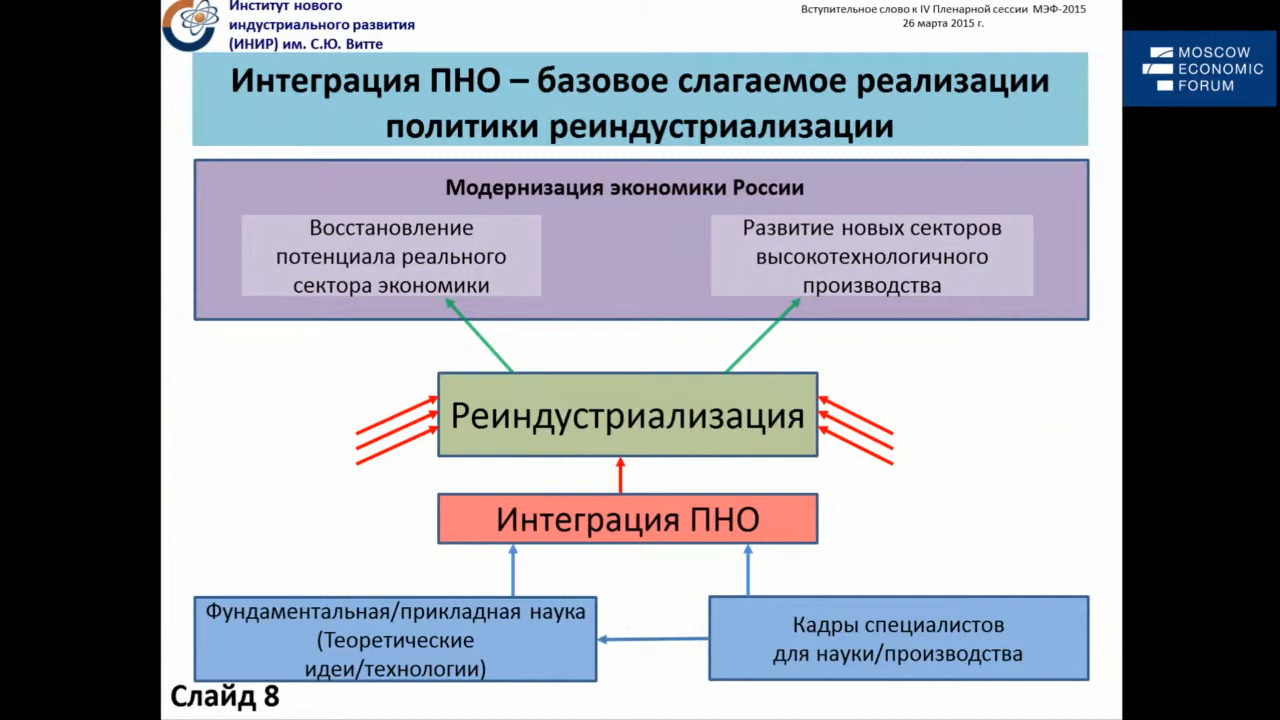 Институт нового
индустриального развития
(ИНИР) им. С.Ю. Витте
Вступительное слово к IV Пленарной сессии МЭФ-2015
26 марта 2015 г.
MOSCOW
ECONOMIC
FORUM
Интеграция ПНО – базовое слагаемое реализации
политики реиндустриализации
Модернизация экономики России
Восстановление
потенциала реального
сектора экономики
Развитие новых секторов
высокотехнологичного
производства
Реиндустриализация
Интеграция ПНО
Фундаментальная/прикладная наука
(Теоретические
идеи/технологии)
Кадры специалистов
для науки/производства
Слайд 8